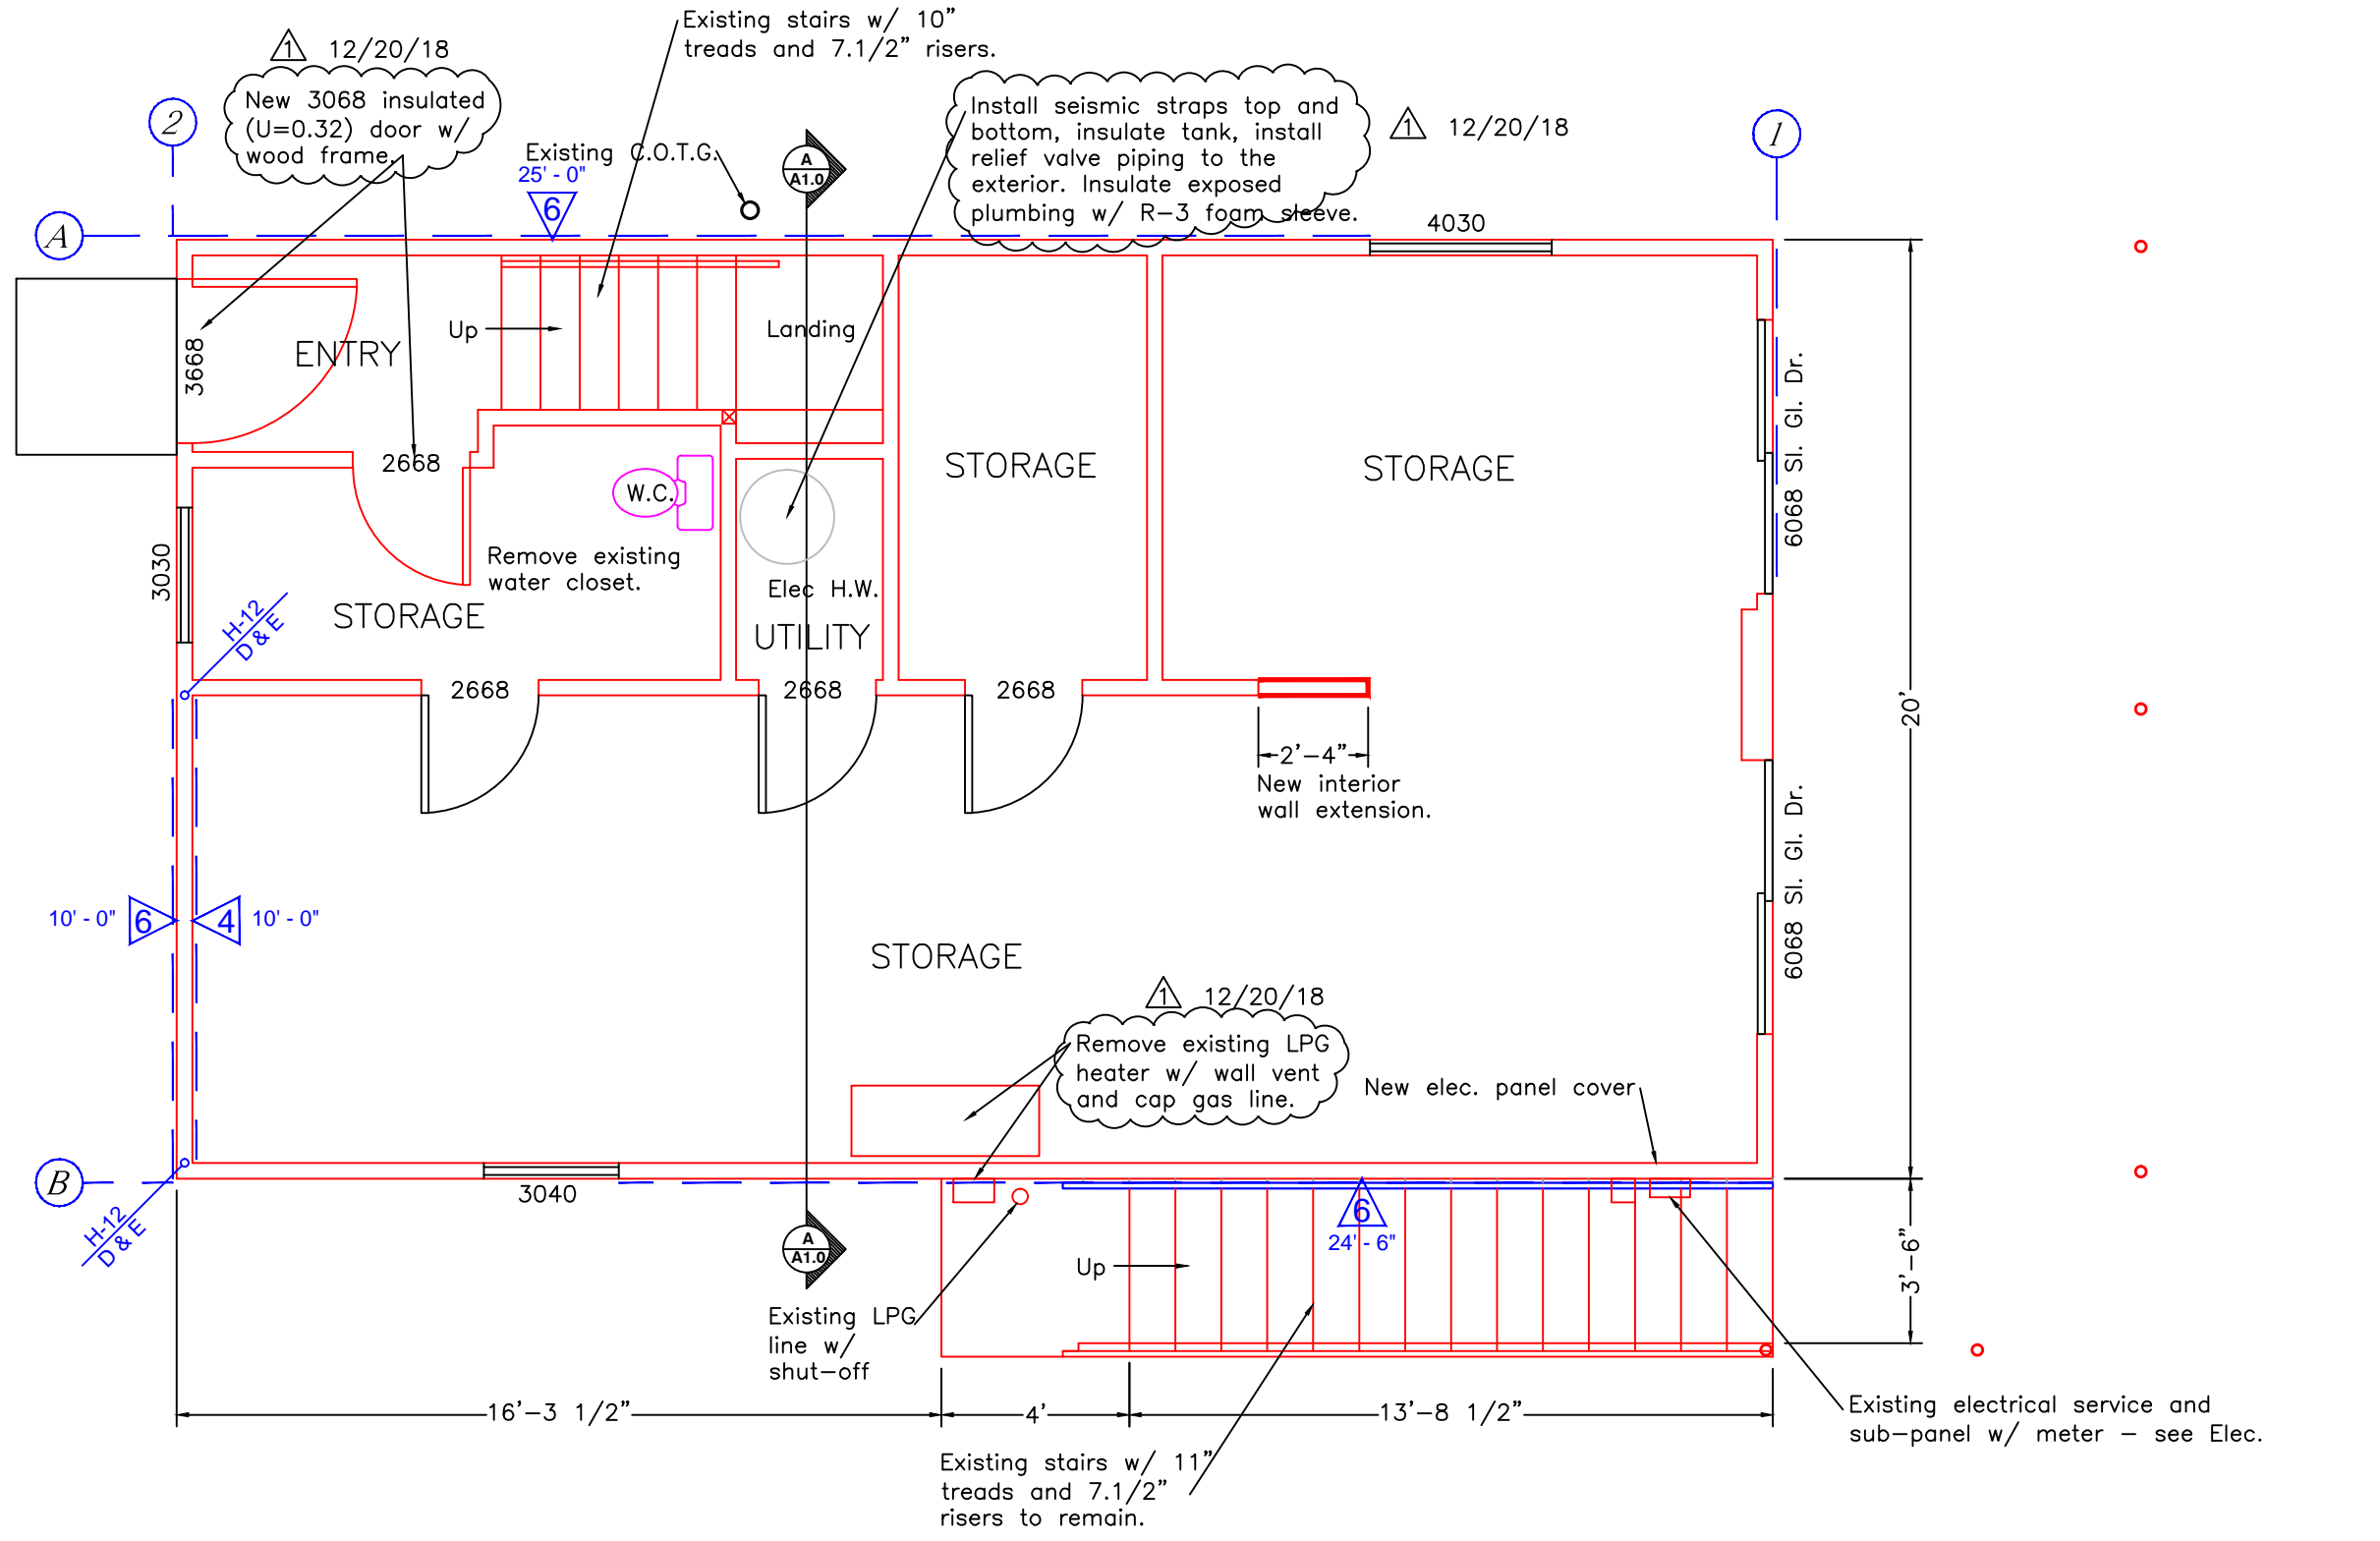 Existing stairs w/ 10"
treads and 7.1/2" risers.
1 12/20/18
New 3068 insulated
(U=0.32) door w/
wood frame.
Install seismic straps top and
bottom, insulate tank, install
relief valve piping to the
exterior. Insulate exposed
plumbing w/ R-3 foam sleeve.
1 12/20/18
2
1
Existing C.O.T.G.
25' - 0"
6
A
A1.0
A
4030
Up
Landing
ENTRY
3668
2668
W.C.
STORAGE
STORAGE
6068 Sl. Gl. Dr.
3030
Remove existing
water closet.
H-12
D & E
STORAGE
Elec H.W.
UTILITY
2668
2668
2668
20'
2'-4"
New interior
wall extension.
6068 Sl. Gl. Dr.
10' - 0"
6
4
10' - 0"
STORAGE
1 12/20/18
Remove existing LPG
heater w/ wall vent
and cap gas line.
New elec. panel cover
B
3040
H-12
D & E
6
24' - 6"
A
A1.0
Up
3'-6"
Existing LPG
line w/
shut-off
16'-3 1/2"
4'
13'-8 1/2"
Existing electrical service and
sub-panel w/ meter - see Elec.
Existing stairs w/ 11"
treads and 7.1/2"
risers to remain.